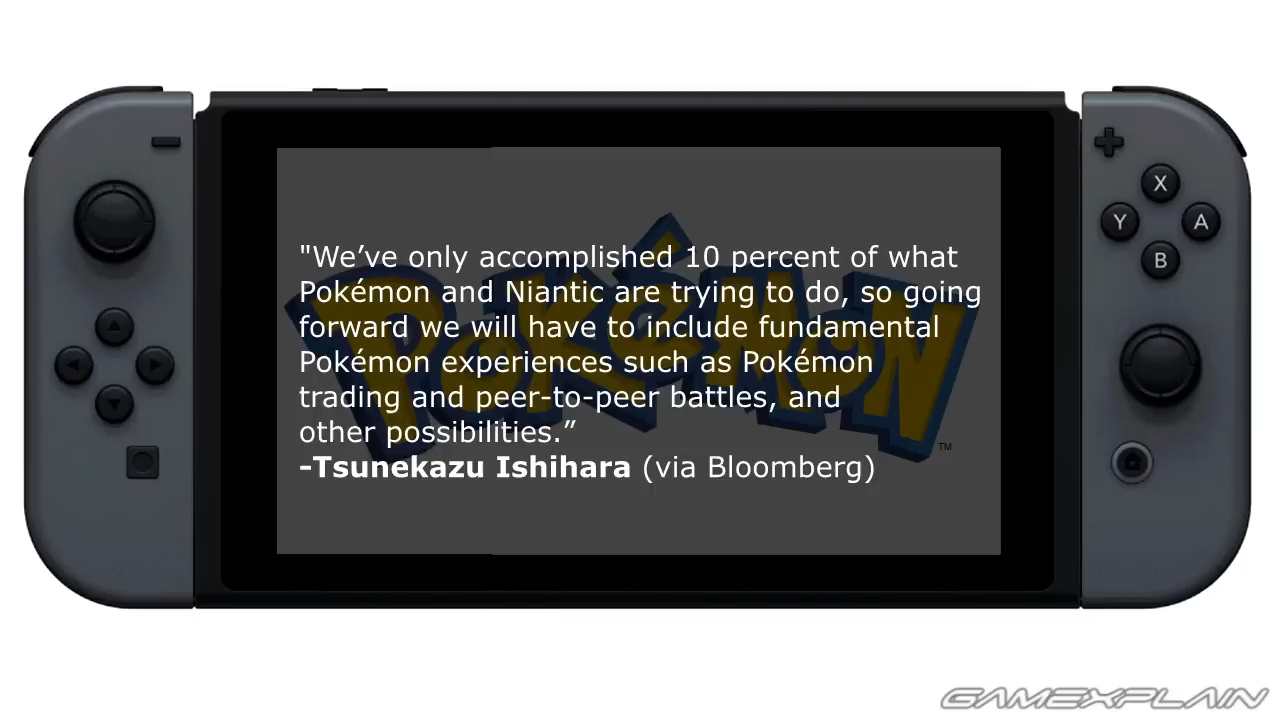 "We’ve only accomplished 10 percent of what
Pokémon and Niantic are trying to do, so going
forward we will have to include fundamental
Pokémon experiences such as Pokémon
trading and peer-to-peer battles, and
other possibilities.”
-Tsunekazu Ishihara (via Bloomberg)
POKéMON
TM
X
Y
A
B
GAMEXPLAIN